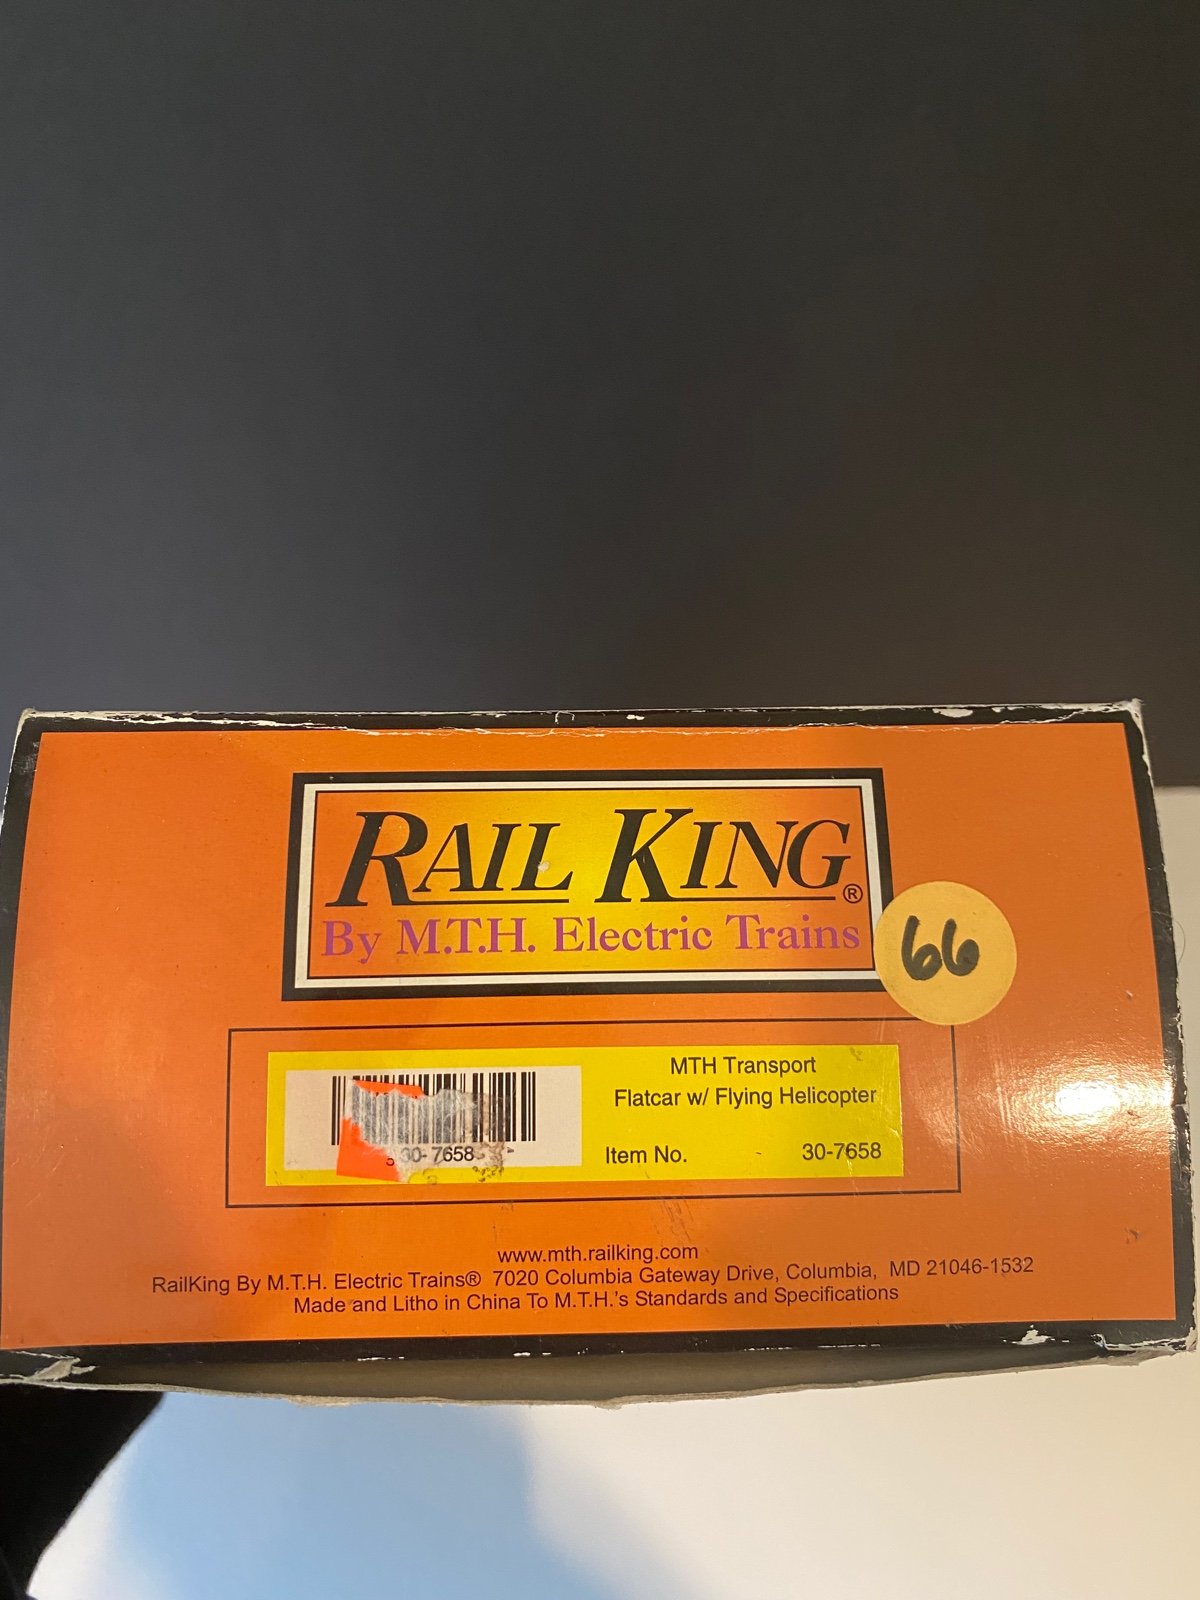 RAIL KING®
By M.T.H. Electric Trains
66
MTH Transport
Flatcar w/ Flying Helicopter
30-7658
Item No. 30-7658
www.mth.railking.com
RailKing By M.T.H. Electric Trains® 7020 Columbia Gateway Drive, Columbia, MD 21046-1532
Made and Litho in China To M.T.H.'s Standards and Specifications